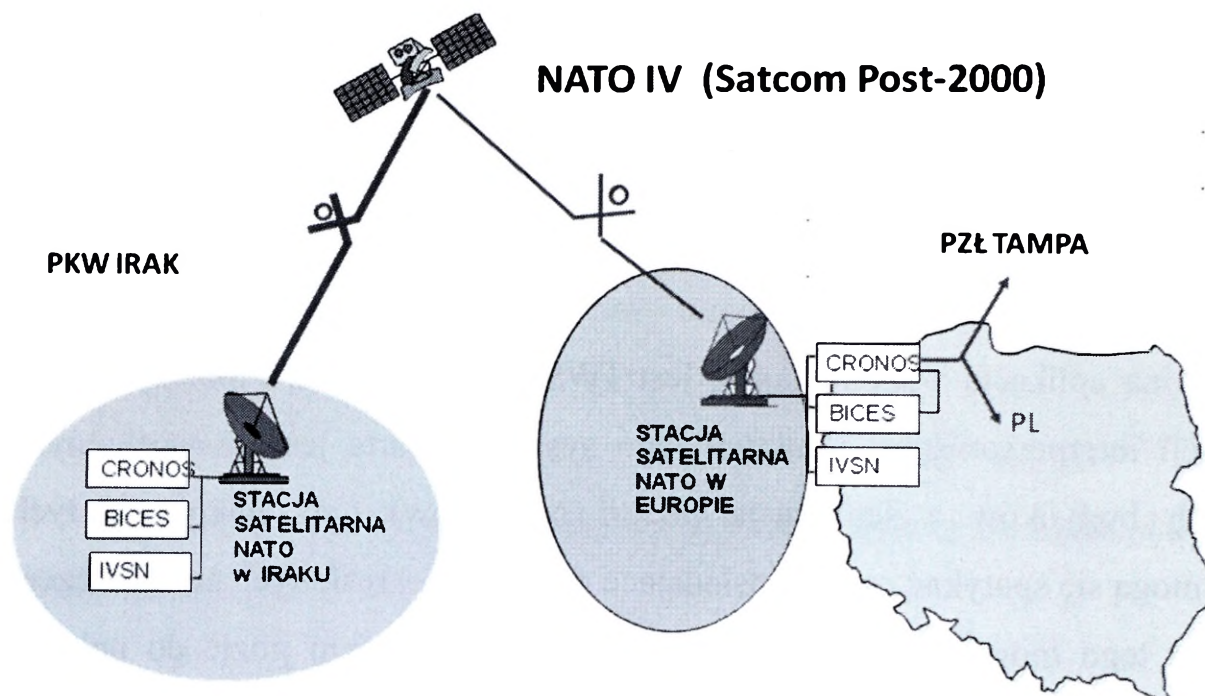 NATO IV (Satcom Post-2000)
PKW IRAK
PZŁ TAMPA
CRONOS
BICES
IVSN
STACJA
SATELITARNA
NATO
w IRAKU
STACJA
SATELITARNA
NATO W
EUROPIE
CRONOS
BICES
IVSN
PL